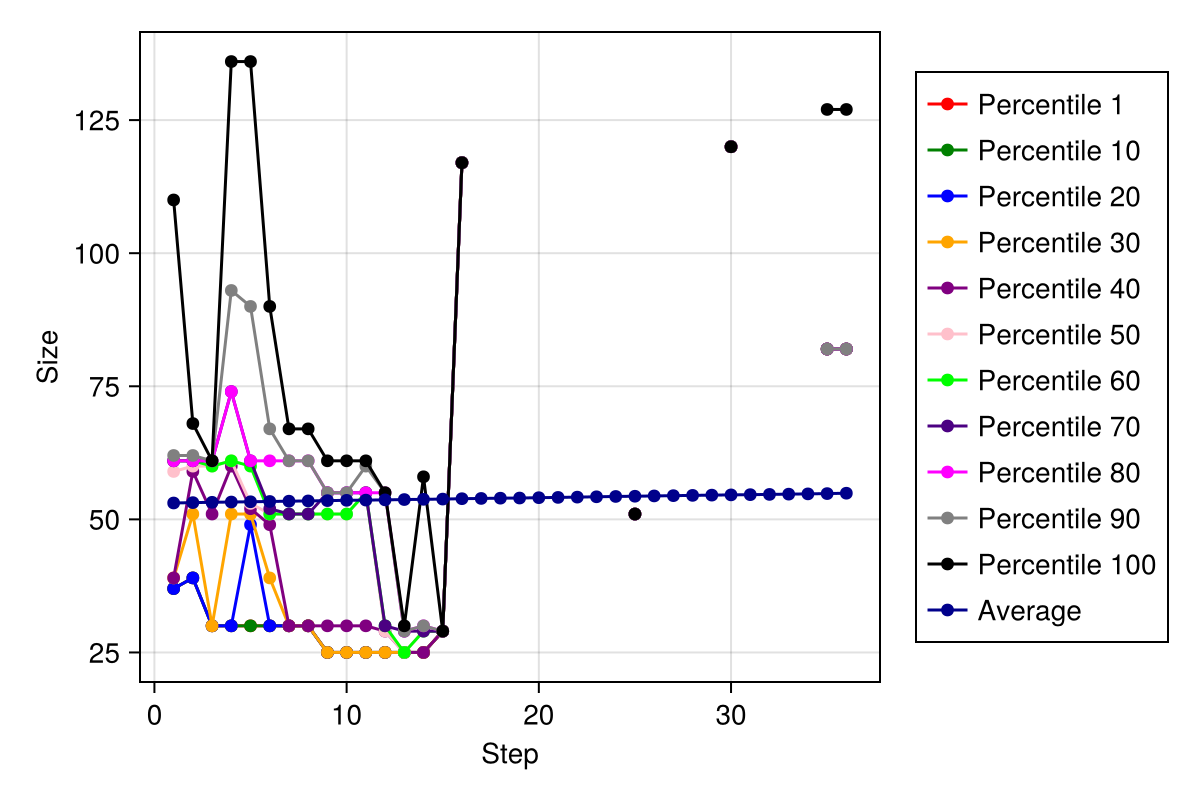 125
100
75
50
25
0
10
20
30
Size
Step
Percentile 1
Percentile 10
Percentile 20
Percentile 30
Percentile 40
Percentile 50
Percentile 60
Percentile 70
Percentile 80
Percentile 90
Percentile 100
Average